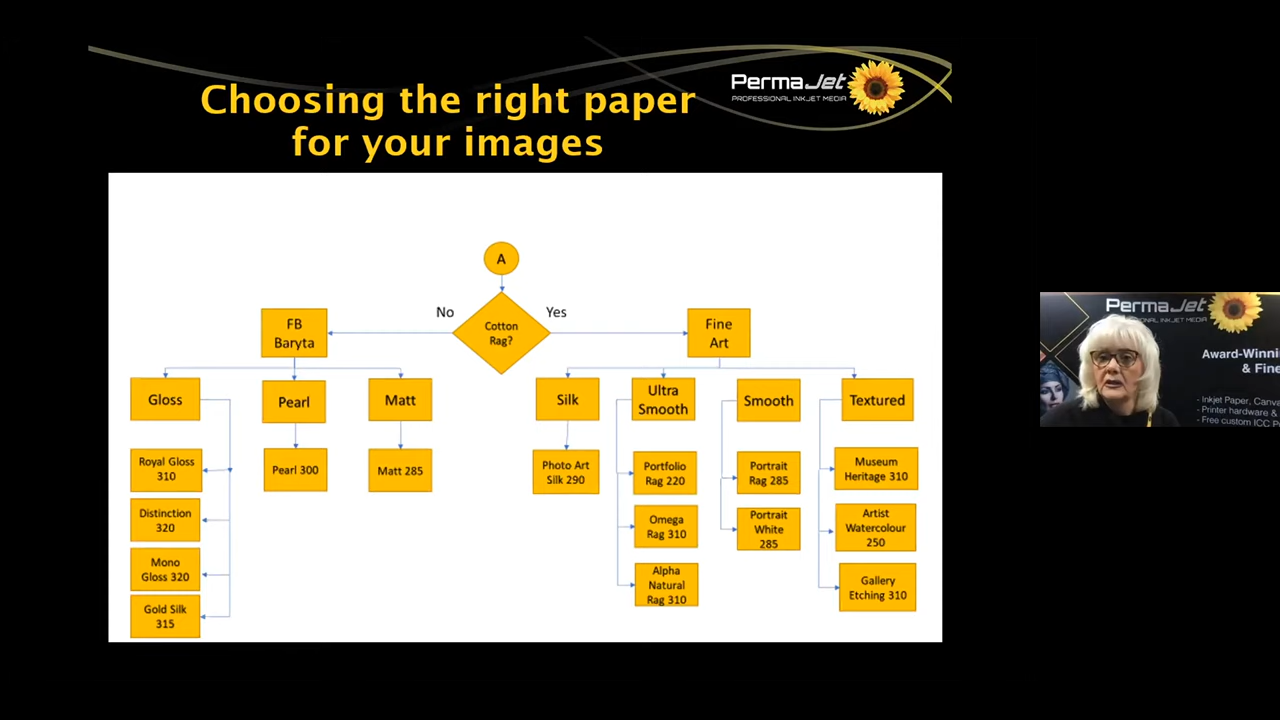 Choosing the right paper
for your images
PERMAJET
PROFESSIONAL INKJET MEDIA
A
No
Yes
Cotton
Rag?
FB
Baryta
Fine
Art
Gloss
Pearl
Matt
Silk
Ultra
Smooth
Smooth
Textured
Royal Gloss
310
Pearl 300
Matt 285
Photo Art
Silk 290
Portfolio
Rag 220
Portrait
Rag 285
Museum
Heritage 310
Distinction
320
Omega
Rag 310
Portrait
White
285
Artist
Watercolour
250
Mono
Gloss 320
Alpha
Natural
Rag 310
Gallery
Etching 310
Gold Silk
315
PERMAJET
IONAL INKJET MEDIA
Award-Winni
& Fine
- Inkjet Paper, Canva
- Printer hardware &
- Free custom ICC P